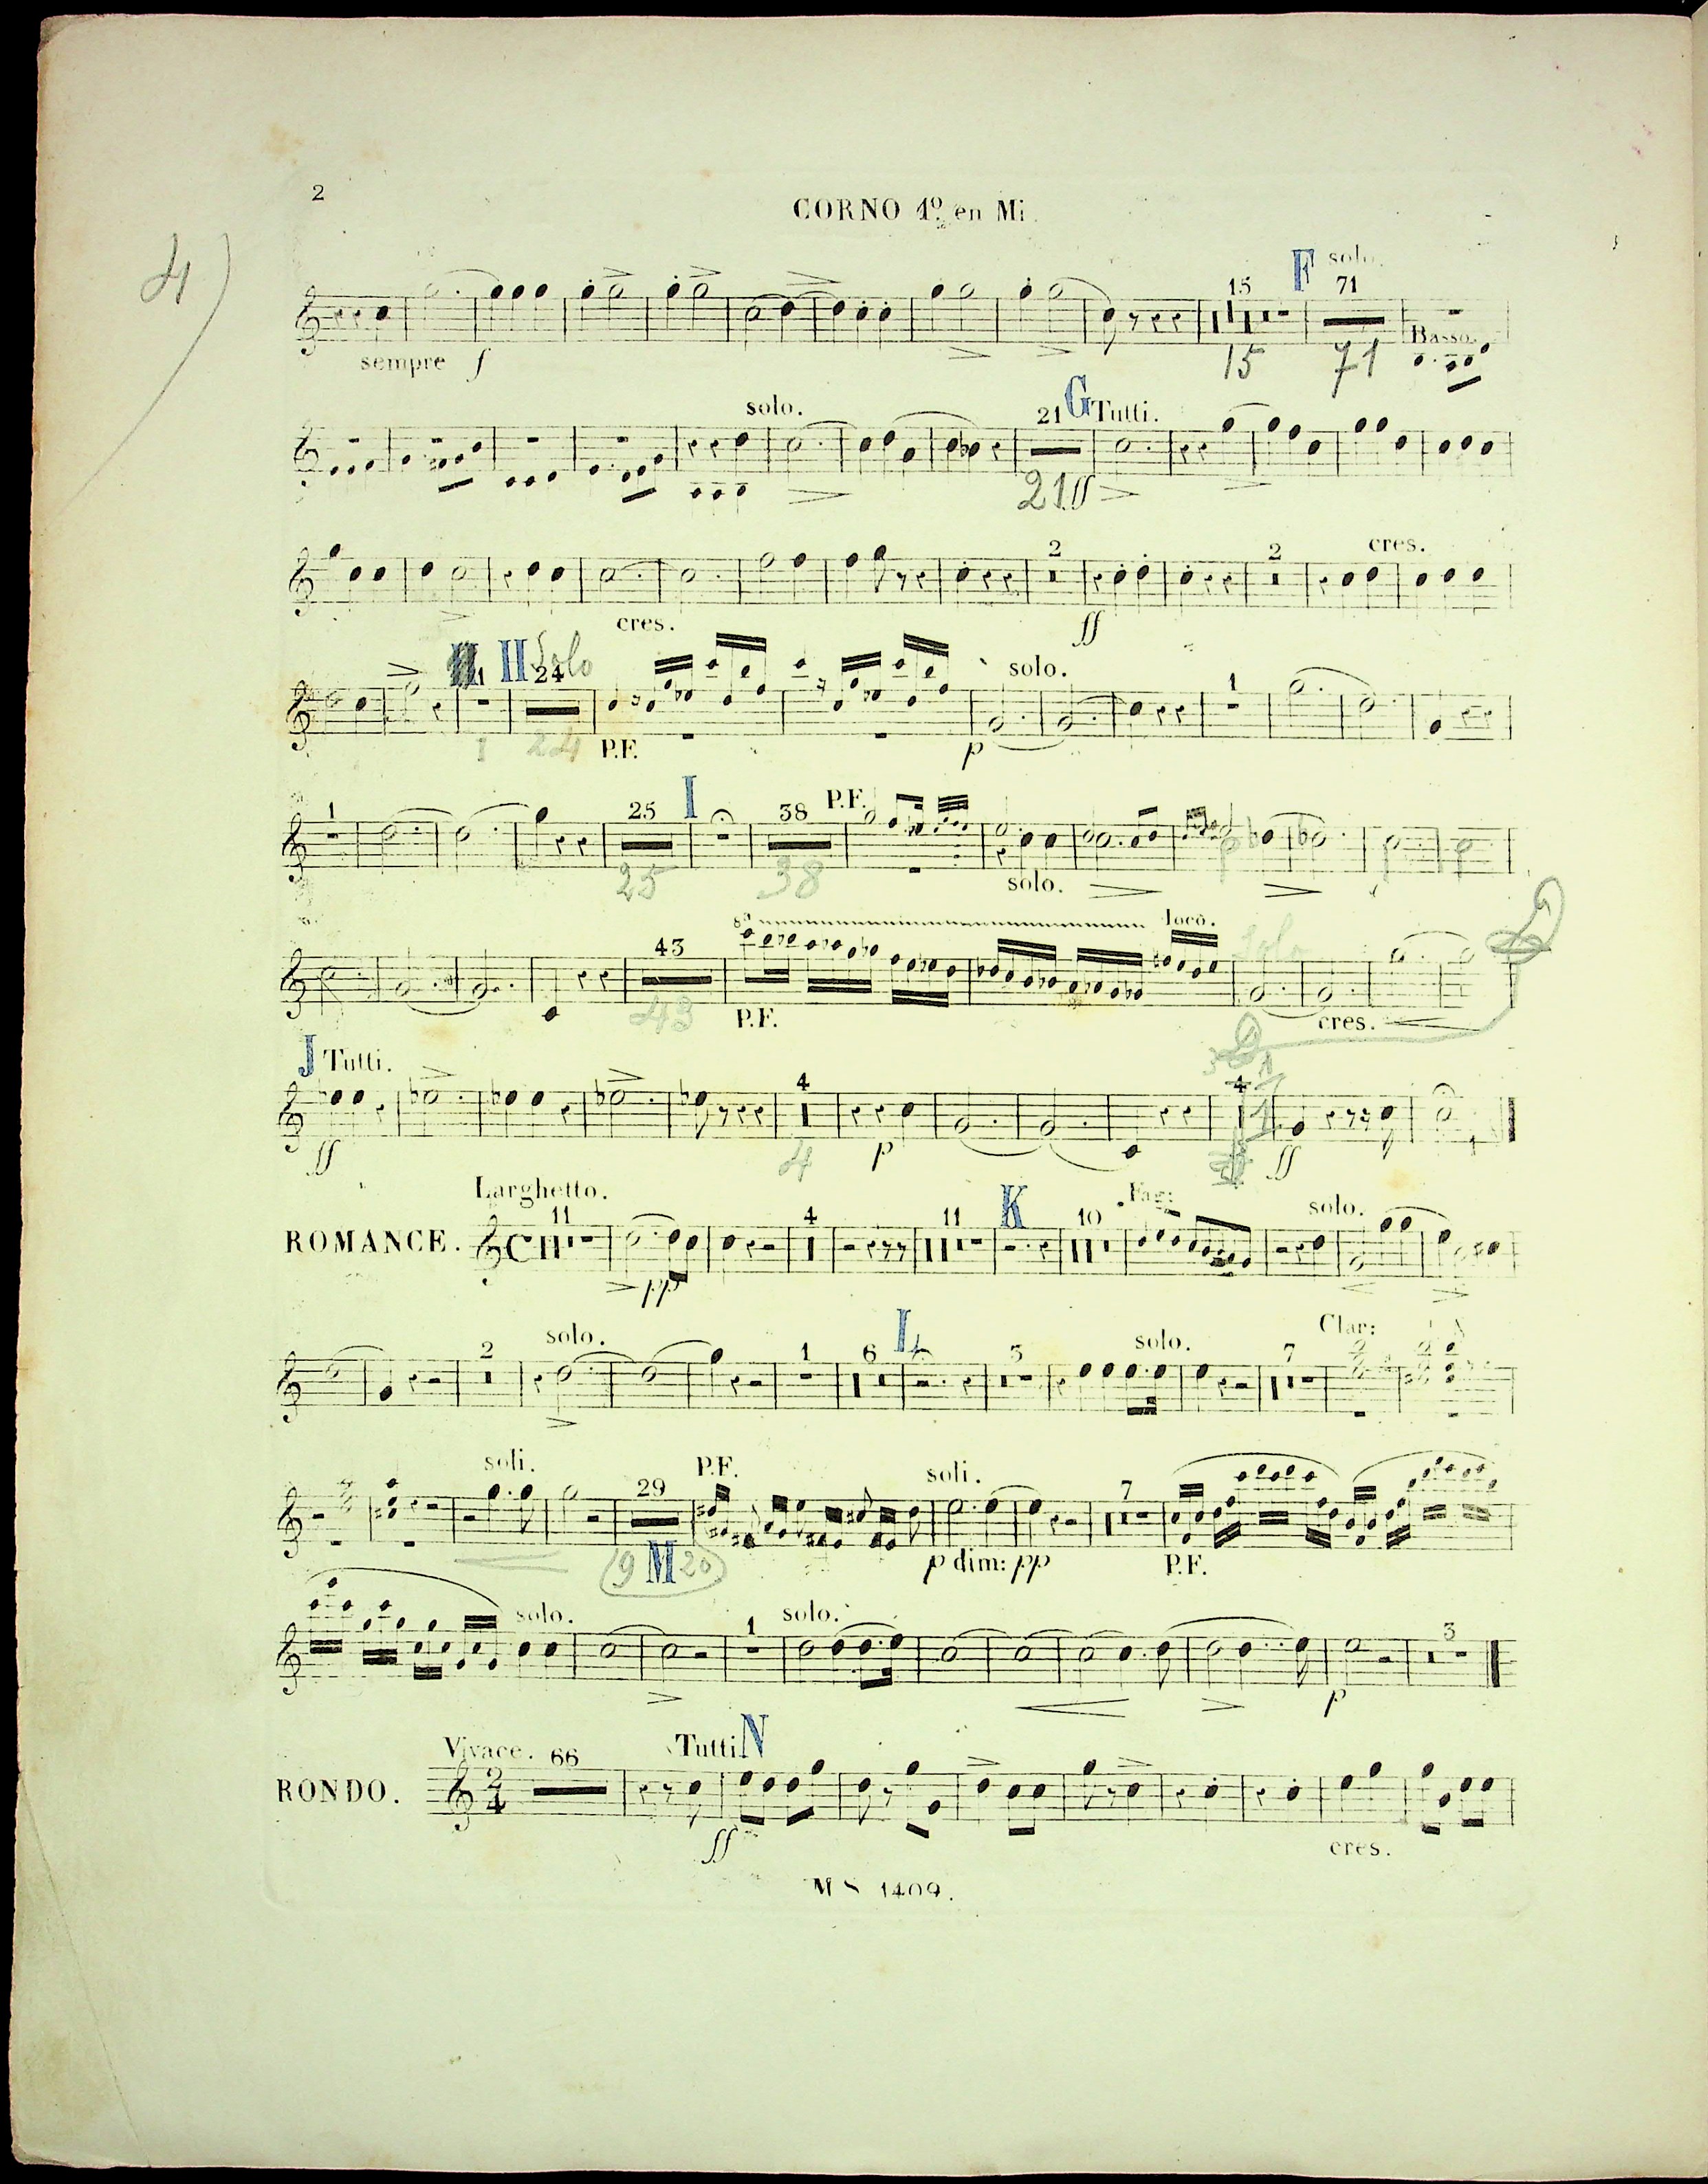 2
CORNO 1º en Mi
4)
F solo.
15 71
sempre f
Basso.
15 71
solo.
21 G Tutti.
21 ff
cres.
2 2
cres. ff
H Solo
1 24 solo. 1
1 24 P.F. p
I
1 25 38 P.F.
25 38 solo.
8ª loco.
43 Solo
43 P.F. cres.
J Tutti.
4 4
ff 4 p ff
Larghetto.
K Fag:
ROMANCE. 11 4 11 10 solo.
pp
L Clar:
2 solo. 1 6 3 solo. 7
soli. 29 P.F. soli. 7
(9 M 20) p dim: pp P.F.
solo. 1 solo. 3
p
Vivace. 66 Tutti. N
RONDO. 2/4
ff cres.
M S 1409.